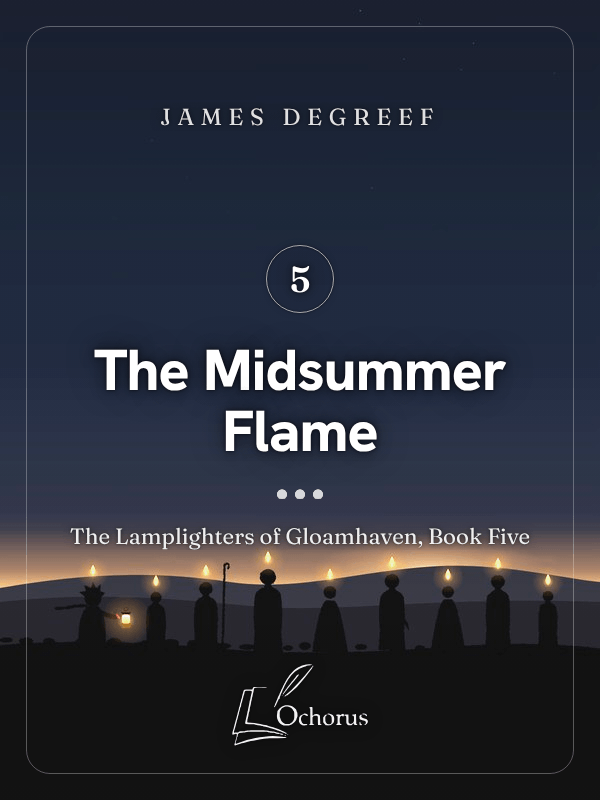 JAMES DEGREEF
5
The Midsummer
Flame
The Lamplighters of Gloamhaven, Book Five
Ochorus